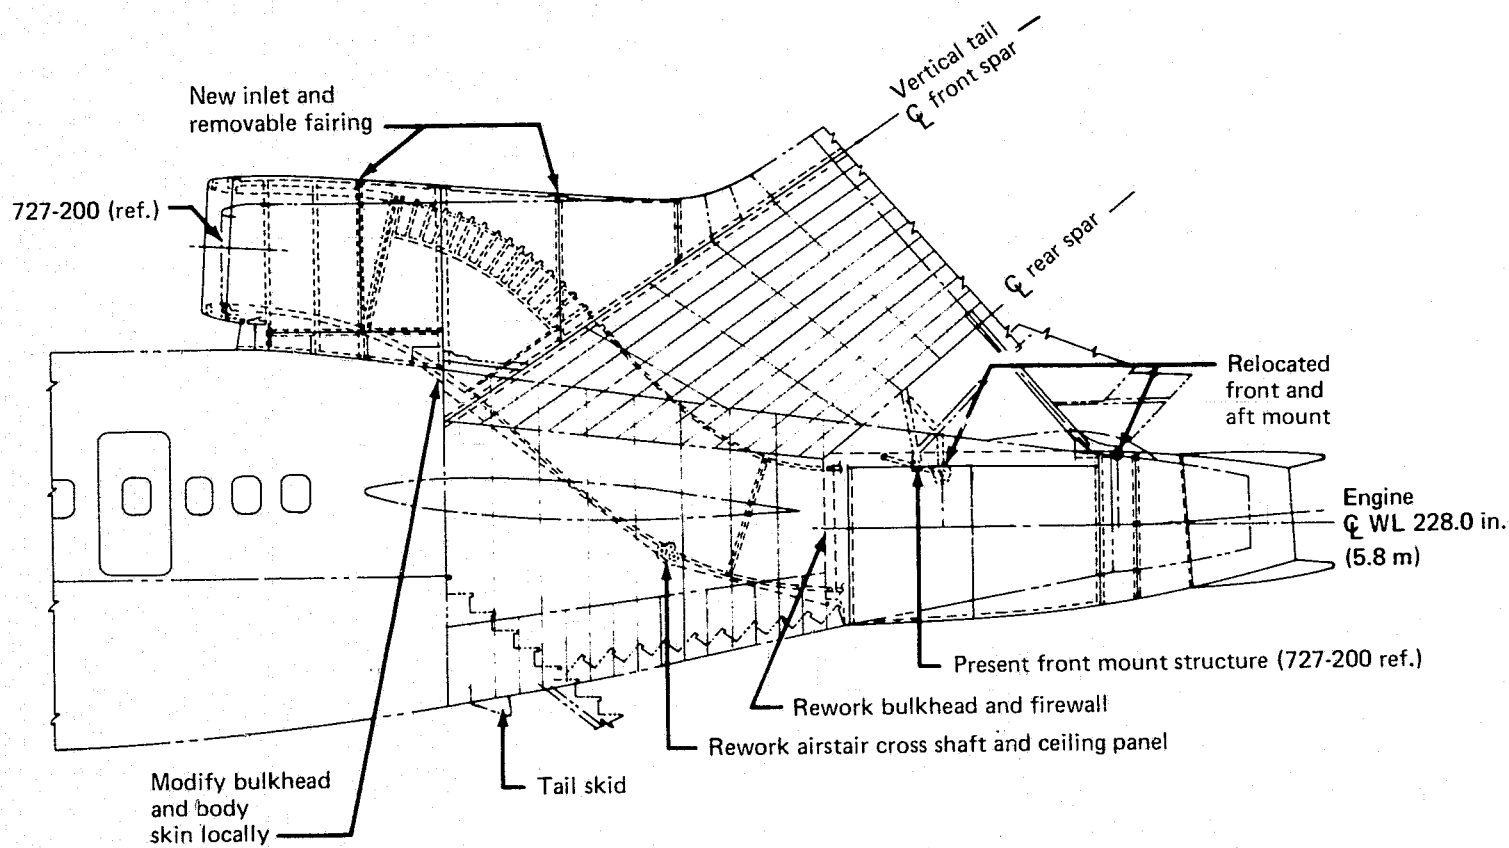 Vertical tail
℄ front spar
New inlet and
removable fairing
727-200 (ref.)
℄ rear spar
Relocated
front and
aft mount
Engine
℄ WL 228.0 in.
(5.8 m)
Present front mount structure (727-200 ref.)
Rework bulkhead and firewall
Rework airstair cross shaft and ceiling panel
Tail skid
Modify bulkhead
and body
skin locally